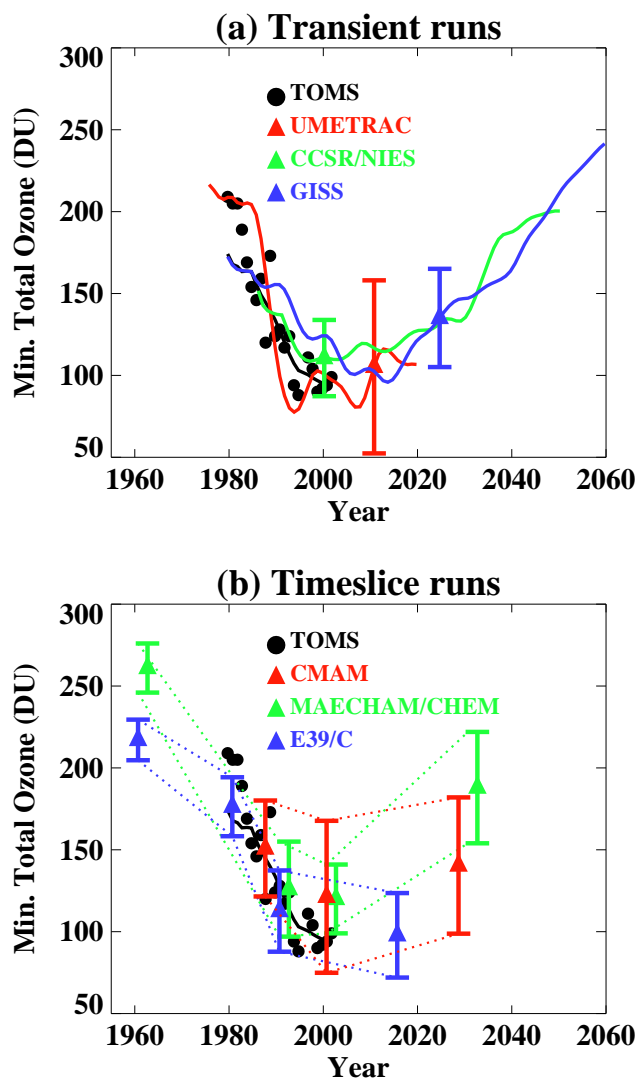 (a) Transient runs
300
250
200
150
100
50
Min. Total Ozone (DU)
TOMS
UMETRAC
CCSR/NIES
GISS
1960 1980 2000 2020 2040 2060
Year
(b) Timeslice runs
300
250
200
150
100
50
Min. Total Ozone (DU)
TOMS
CMAM
MAECHAM/CHEM
E39/C
1960 1980 2000 2020 2040 2060
Year